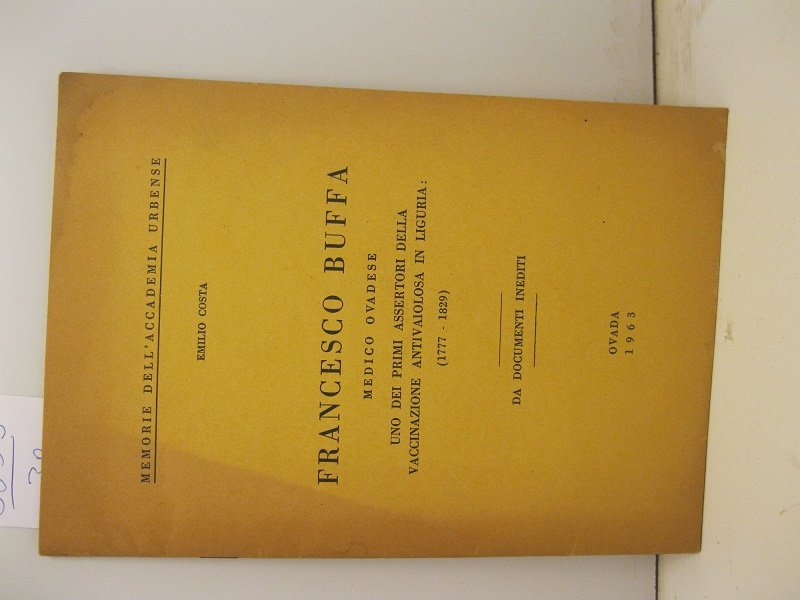 MEMORIE DELL'ACCADEMIA URBENSE
EMILIO COSTA
FRANCESCO BUFFA
MEDICO OVADESE
UNO DEI PRIMI ASSERTORI DELLA
VACCINAZIONE ANTIVAIOLOSA IN LIGURIA:
(1777 - 1829)
DA DOCUMENTI INEDITI
OVADA
1963